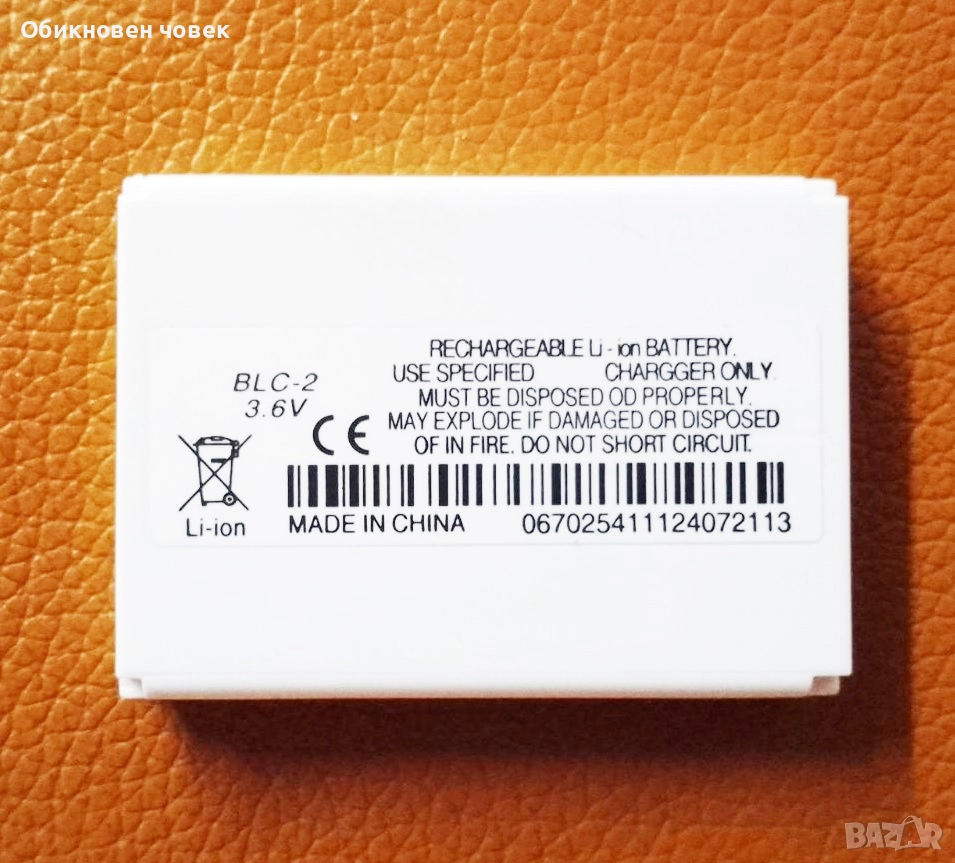 Обикновен човек
RECHARGEABLE Li-ion BATTERY.
USE SPECIFIED CHARGGER ONLY.
MUST BE DISPOSED OD PROPERLY.
MAY EXPLODE IF DAMAGED OR DISPOSED
OF IN FIRE. DO NOT SHORT CIRCUIT.
BLC-2
3.6V
CE
Li-ion
MADE IN CHINA 067025411124072113
BAZAR